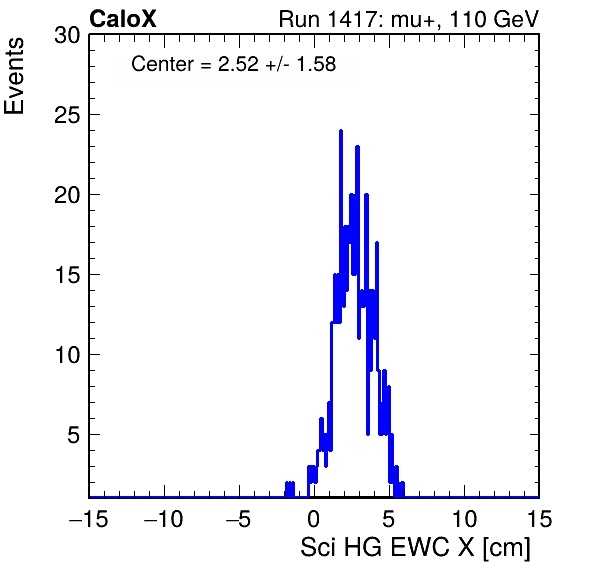 CaloX Run 1417: mu+, 110 GeV
Center = 2.52 +/- 1.58
Events
30
25
20
15
10
5
−15 −10 −5 0 5 10 15
Sci HG EWC X [cm]